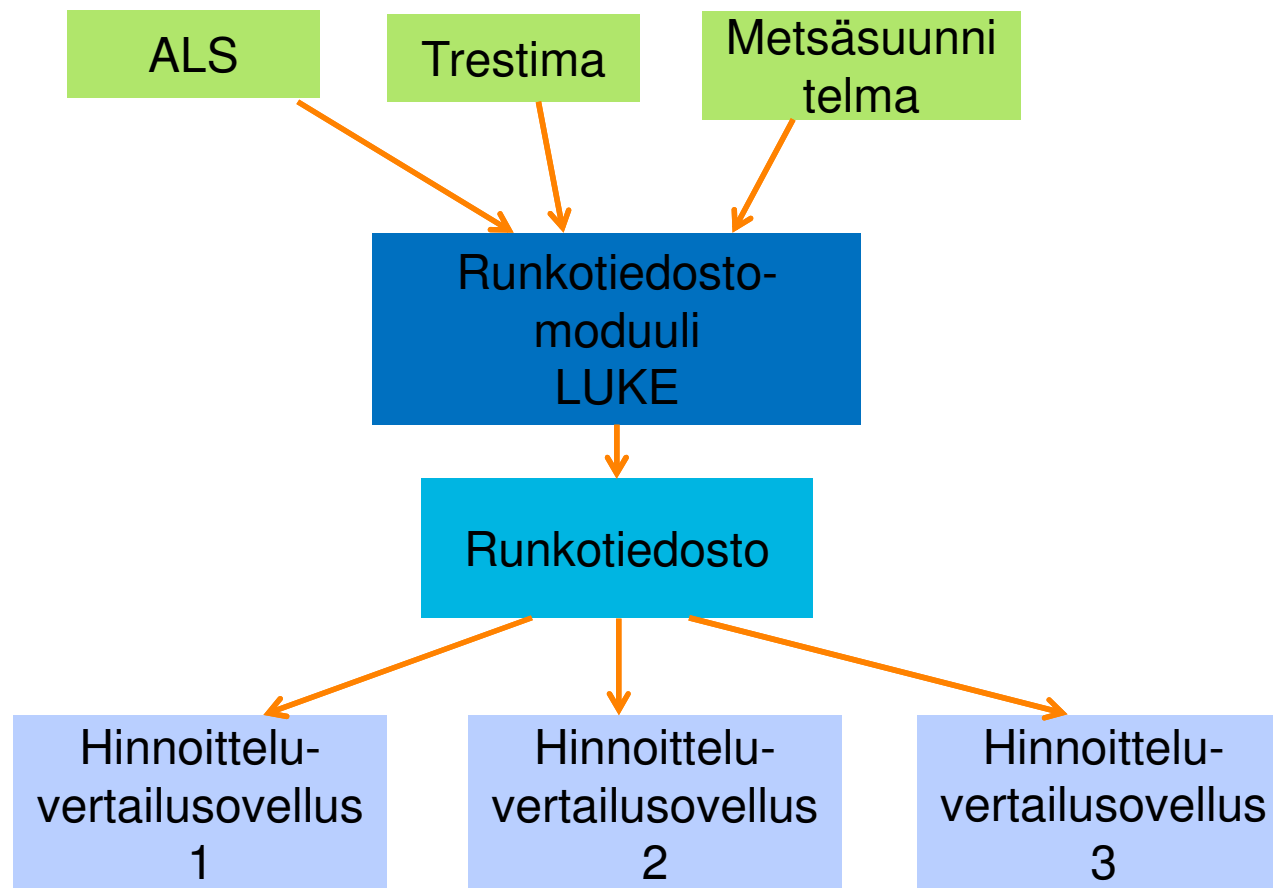 ALS
Trestima
Metsäsuunni
telma
Runkotiedosto-
moduuli
LUKE
Runkotiedosto
Hinnoittelu-
vertailusovellus
1
Hinnoittelu-
vertailusovellus
2
Hinnoittelu-
vertailusovellus
3